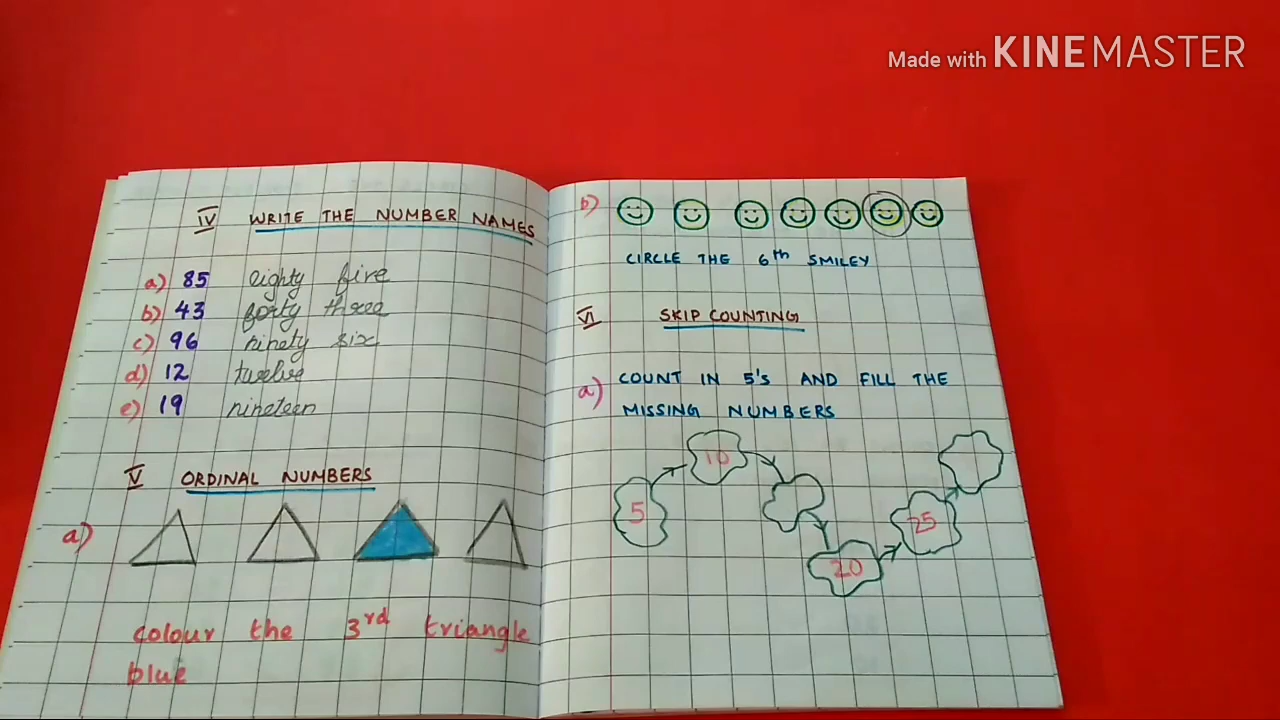 Made with KINEMASTER
IV WRITE THE NUMBER NAMES
a) 85 eighty five
b) 43 forty three
c) 96 ninety six
d) 12 twelve
e) 19 nineteen
V ORDINAL NUMBERS
a)
colour the 3rd triangle
blue
b)
CIRCLE THE 6th SMILEY
VI SKIP COUNTING
a) COUNT IN 5's AND FILL THE
MISSING NUMBERS
5 10 20 25